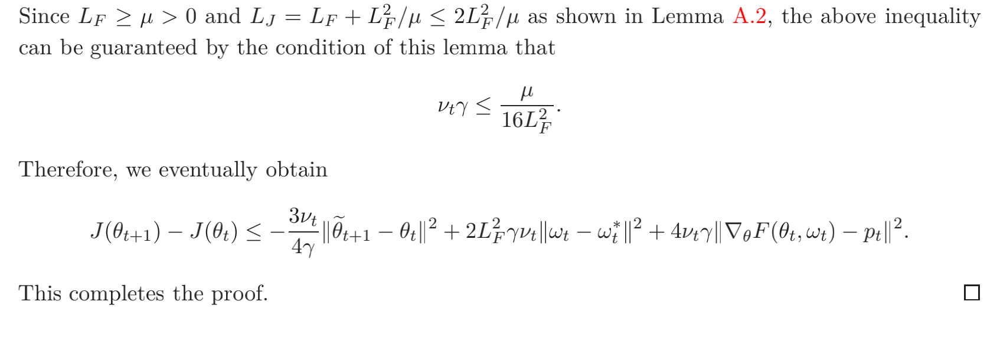 Since $L_F \geq \mu > 0$ and $L_J = L_F + L_F^2/\mu \leq 2L_F^2/\mu$ as shown in Lemma A.2, the above inequality
can be guaranteed by the condition of this lemma that
$$\nu_t \gamma \leq \frac{\mu}{16L_F^2}.$$
Therefore, we eventually obtain
$$J(\theta_{t+1}) - J(\theta_t) \leq -\frac{3\nu_t}{4\gamma}\|\widetilde{\theta}_{t+1} - \theta_t\|^2 + 2L_F^2\gamma\nu_t\|\omega_t - \omega_t^*\|^2 + 4\nu_t\gamma\|\nabla_\theta F(\theta_t, \omega_t) - p_t\|^2.$$
This completes the proof. □